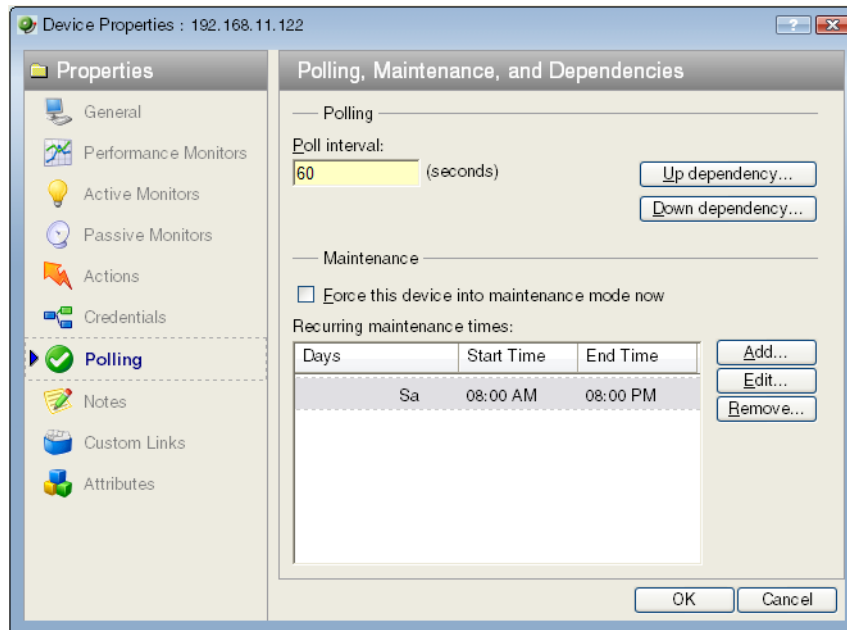 Device Properties : 192.168.11.122
?
Properties
General
Performance Monitors
Active Monitors
Passive Monitors
Actions
Credentials
Polling
Notes
Custom Links
Attributes
Polling, Maintenance, and Dependencies
Polling
Poll interval:
60 (seconds)
Up dependency...
Down dependency...
Maintenance
Force this device into maintenance mode now
Recurring maintenance times:
Days Start Time End Time
Sa 08:00 AM 08:00 PM
Add...
Edit...
Remove...
OK Cancel